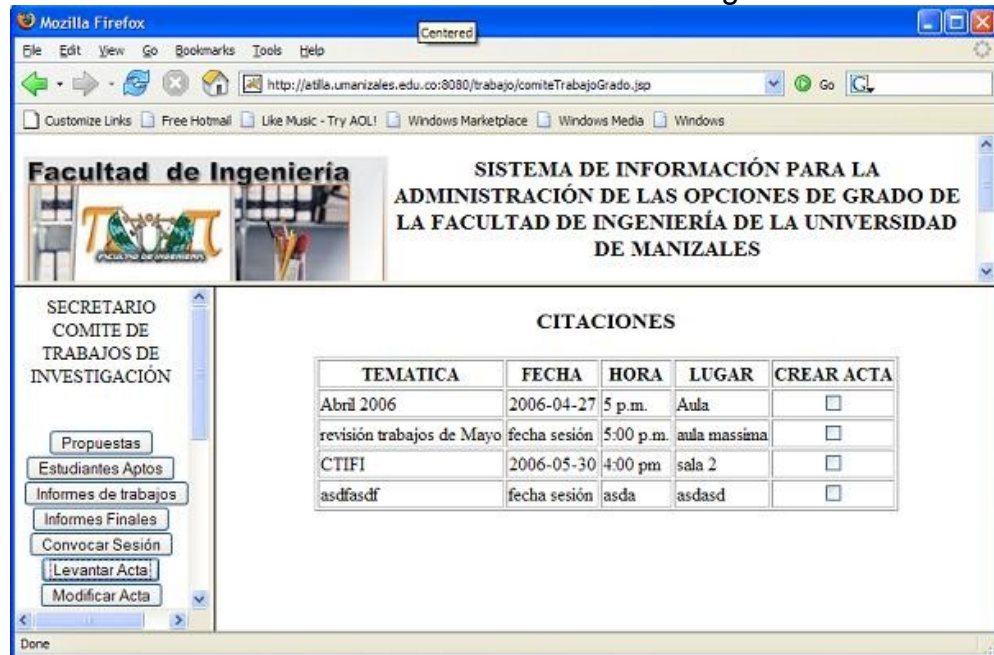 Mozilla Firefox
Centered
File Edit View Go Bookmarks Tools Help
http://atilla.umanizales.edu.co:8080/trabajo/comiteTrabajoGrado.jsp Go
Customize Links Free Hotmail Like Music - Try AOL! Windows Marketplace Windows Media Windows
Facultad de Ingeniería
FACULTAD DE INGENIERIA
SISTEMA DE INFORMACIÓN PARA LA
ADMINISTRACIÓN DE LAS OPCIONES DE GRADO DE
LA FACULTAD DE INGENIERÍA DE LA UNIVERSIDAD
DE MANIZALES
SECRETARIO
COMITE DE
TRABAJOS DE
INVESTIGACIÓN
Propuestas
Estudiantes Aptos
Informes de trabajos
Informes Finales
Convocar Sesión
Levantar Acta
Modificar Acta
CITACIONES
TEMATICA FECHA HORA LUGAR CREAR ACTA
Abril 2006 2006-04-27 5 p.m. Aula
revisión trabajos de Mayo fecha sesión 5:00 p.m. aula massima
CTIFI 2006-05-30 4:00 pm sala 2
asdfasdf fecha sesión asda asdasd
Done